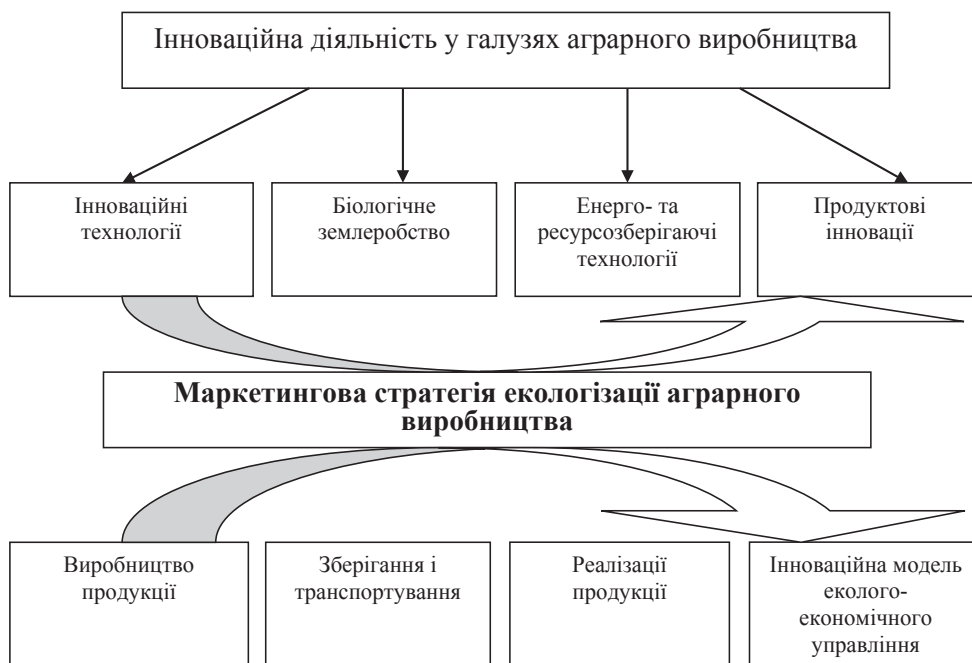 Інноваційна діяльність у галузях аграрного виробництва
Інноваційні
технології
Біологічне
землеробство
Енерго- та
ресурсозберігаючі
технології
Продуктові
інновації
Маркетингова стратегія екологізації аграрного
виробництва
Виробництво
продукції
Зберігання і
транспортування
Реалізації
продукції
Інноваційна модель
еколого-
економічного
управління